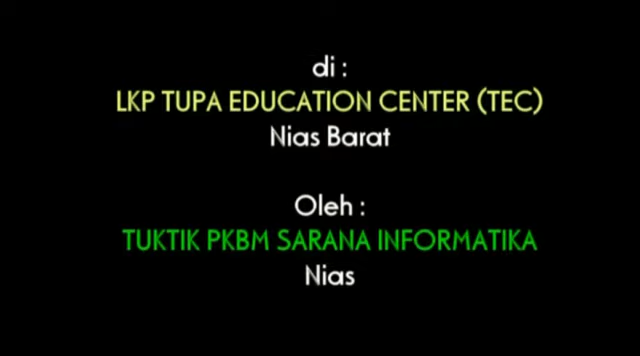 di :
LKP TUPA EDUCATION CENTER (TEC)
Nias Barat
Oleh :
TUKTIK PKBM SARANA INFORMATIKA
Nias